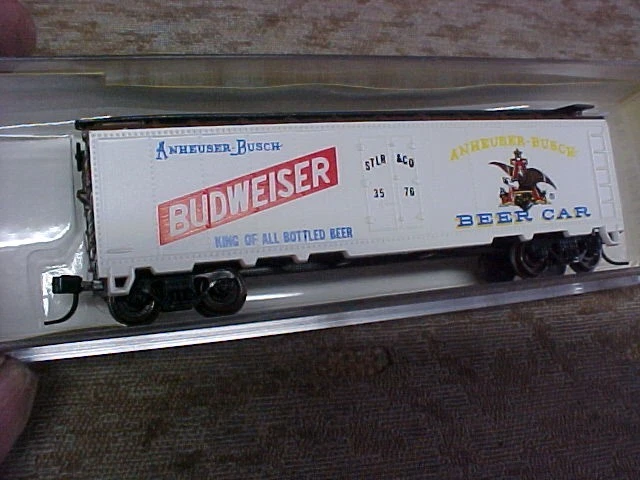 ANHEUSER-BUSCH
BUDWEISER
KING OF ALL BOTTLED BEER
STLR &CO
35 76
ANHEUSER-BUSCH
®
BEER CAR